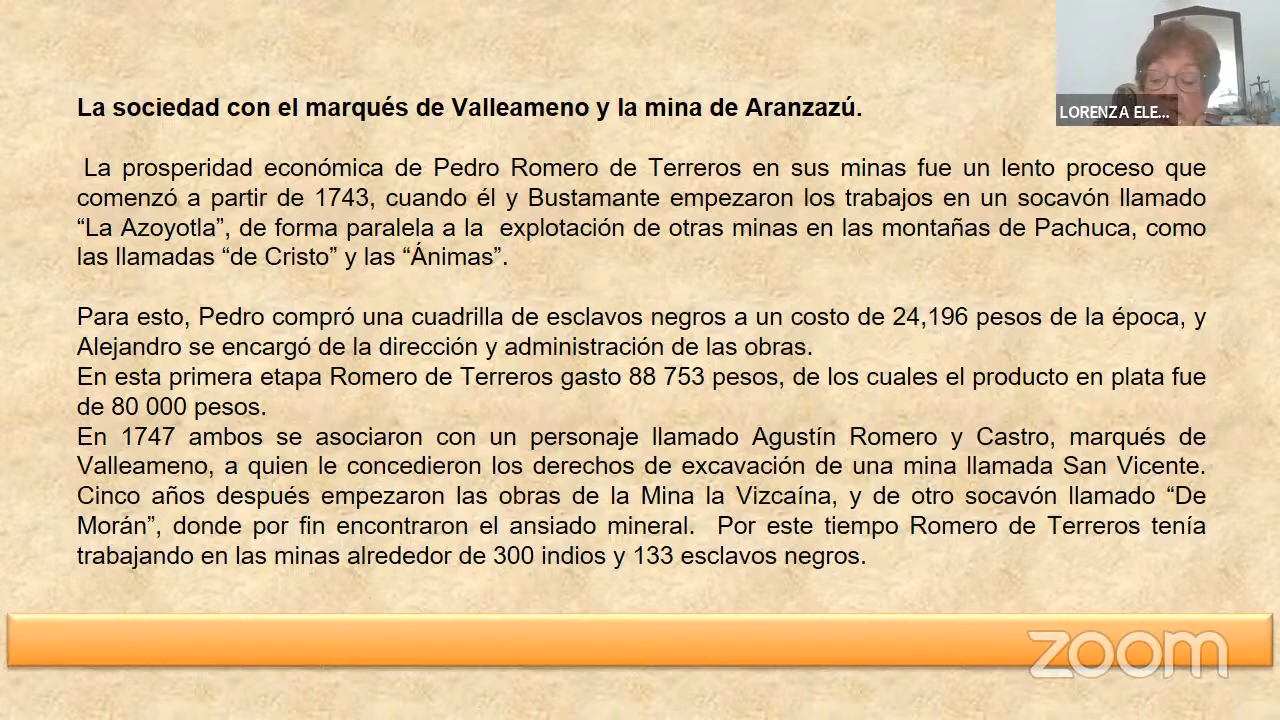 La sociedad con el marqués de Valleameno y la mina de Aranzazú.
La prosperidad económica de Pedro Romero de Terreros en sus minas fue un lento proceso que
comenzó a partir de 1743, cuando él y Bustamante empezaron los trabajos en un socavón llamado
“La Azoyotla”, de forma paralela a la explotación de otras minas en las montañas de Pachuca, como
las llamadas “de Cristo” y las “Ánimas”.
Para esto, Pedro compró una cuadrilla de esclavos negros a un costo de 24,196 pesos de la época, y
Alejandro se encargó de la dirección y administración de las obras.
En esta primera etapa Romero de Terreros gasto 88 753 pesos, de los cuales el producto en plata fue
de 80 000 pesos.
En 1747 ambos se asociaron con un personaje llamado Agustín Romero y Castro, marqués de
Valleameno, a quien le concedieron los derechos de excavación de una mina llamada San Vicente.
Cinco años después empezaron las obras de la Mina la Vizcaína, y de otro socavón llamado “De
Morán”, donde por fin encontraron el ansiado mineral. Por este tiempo Romero de Terreros tenía
trabajando en las minas alrededor de 300 indios y 133 esclavos negros.
LORENZA ELE...
zoom